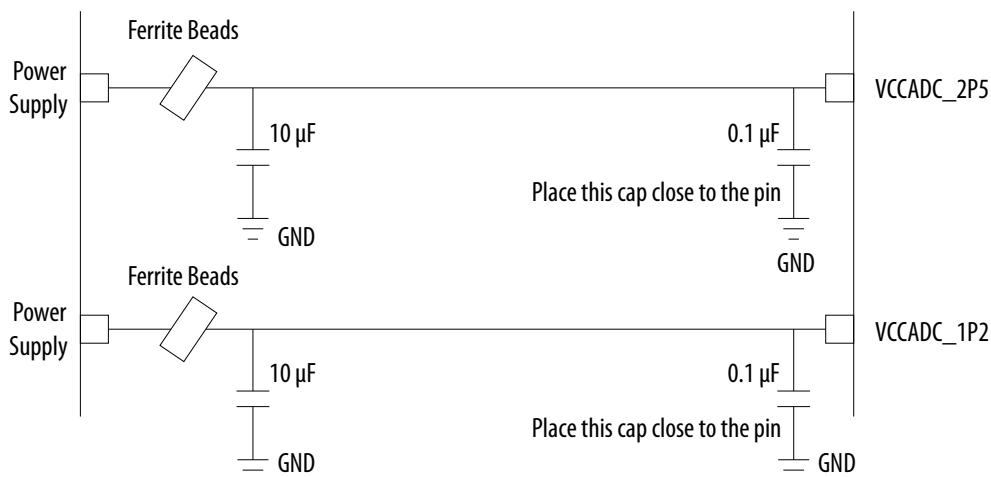 Ferrite Beads
Power
Supply
VCCADC_2P5
10 µF
0.1 µF
Place this cap close to the pin
GND
GND
Ferrite Beads
Power
Supply
VCCADC_1P2
10 µF
0.1 µF
Place this cap close to the pin
GND
GND